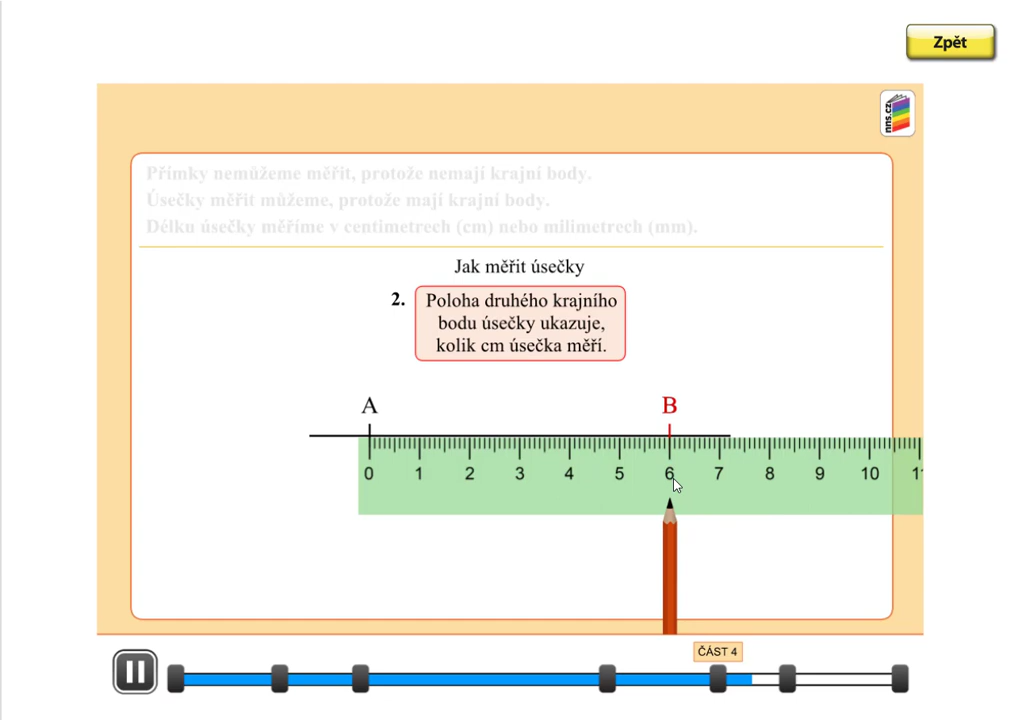 Zpět
nns.cz
Přímky nemůžeme měřit, protože nemají krajní body.
Úsečky měřit můžeme, protože mají krajní body.
Délku úsečky měříme v centimetrech (cm) nebo milimetrech (mm).
Jak měřit úsečky
2. Poloha druhého krajního
bodu úsečky ukazuje,
kolik cm úsečka měří.
A B
0 1 2 3 4 5 6 7 8 9 10
ČÁST 4